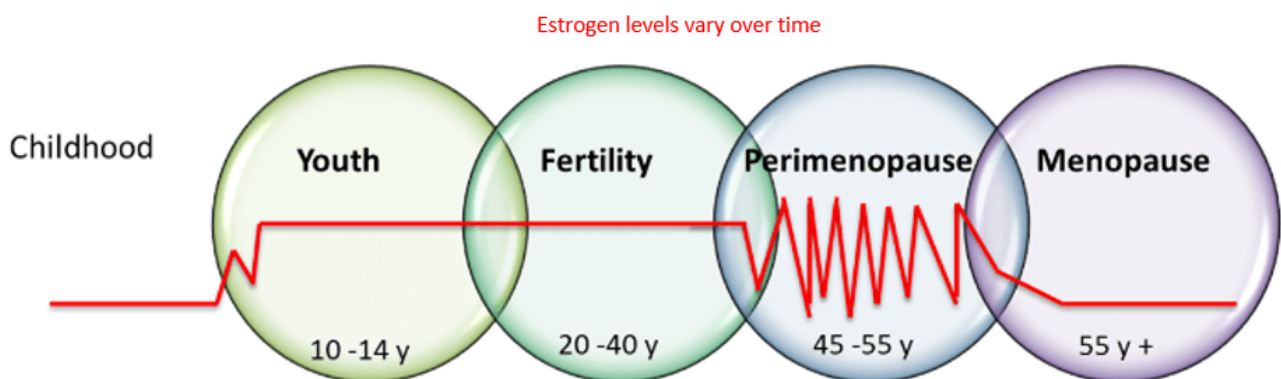 Estrogen levels vary over time
Childhood
Youth
Fertility
Perimenopause
Menopause
10 -14 y
20 -40 y
45 -55 y
55 y +